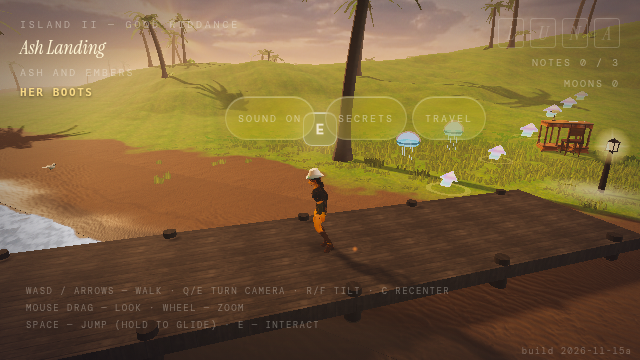 ISLAND II — GOOD RIDDANCE
Ash Landing
ASH AND EMBERS
HER BOOTS
NOTES 0 / 3
MOONS 0
SOUND ON
E
SECRETS
TRAVEL
WASD / ARROWS — WALK · Q/E TURN CAMERA · R/F TILT · C RECENTER
MOUSE DRAG — LOOK · WHEEL — ZOOM
SPACE — JUMP (HOLD TO GLIDE) · E — INTERACT
build 2026-11-15a